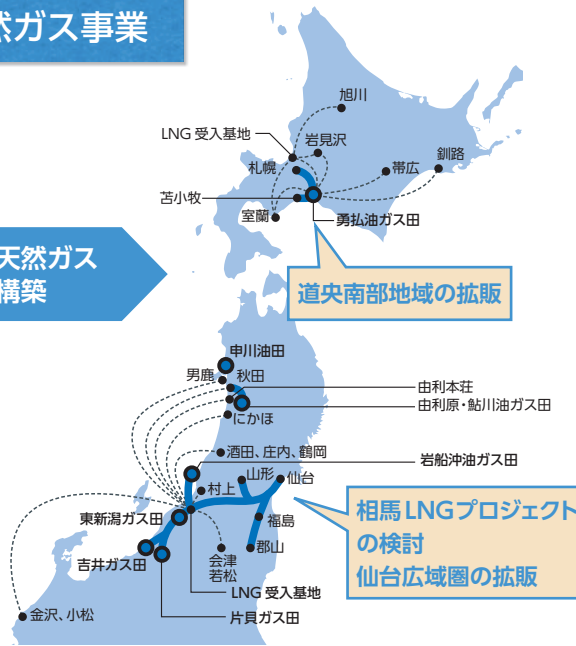 然ガス事業
旭川
LNG 受入基地
岩見沢
札幌
釧路
帯広
苫小牧
室蘭
勇払油ガス田
天然ガス
構築
道央南部地域の拡販
申川油田
男鹿
秋田
由利本荘
由利原・鮎川油ガス田
にかほ
酒田、庄内、鶴岡
岩船沖油ガス田
山形
仙台
村上
相馬LNGプロジェクト
の検討
仙台広域圏の拡販
東新潟ガス田
福島
吉井ガス田
会津
若松
郡山
LNG 受入基地
金沢、小松
片貝ガス田